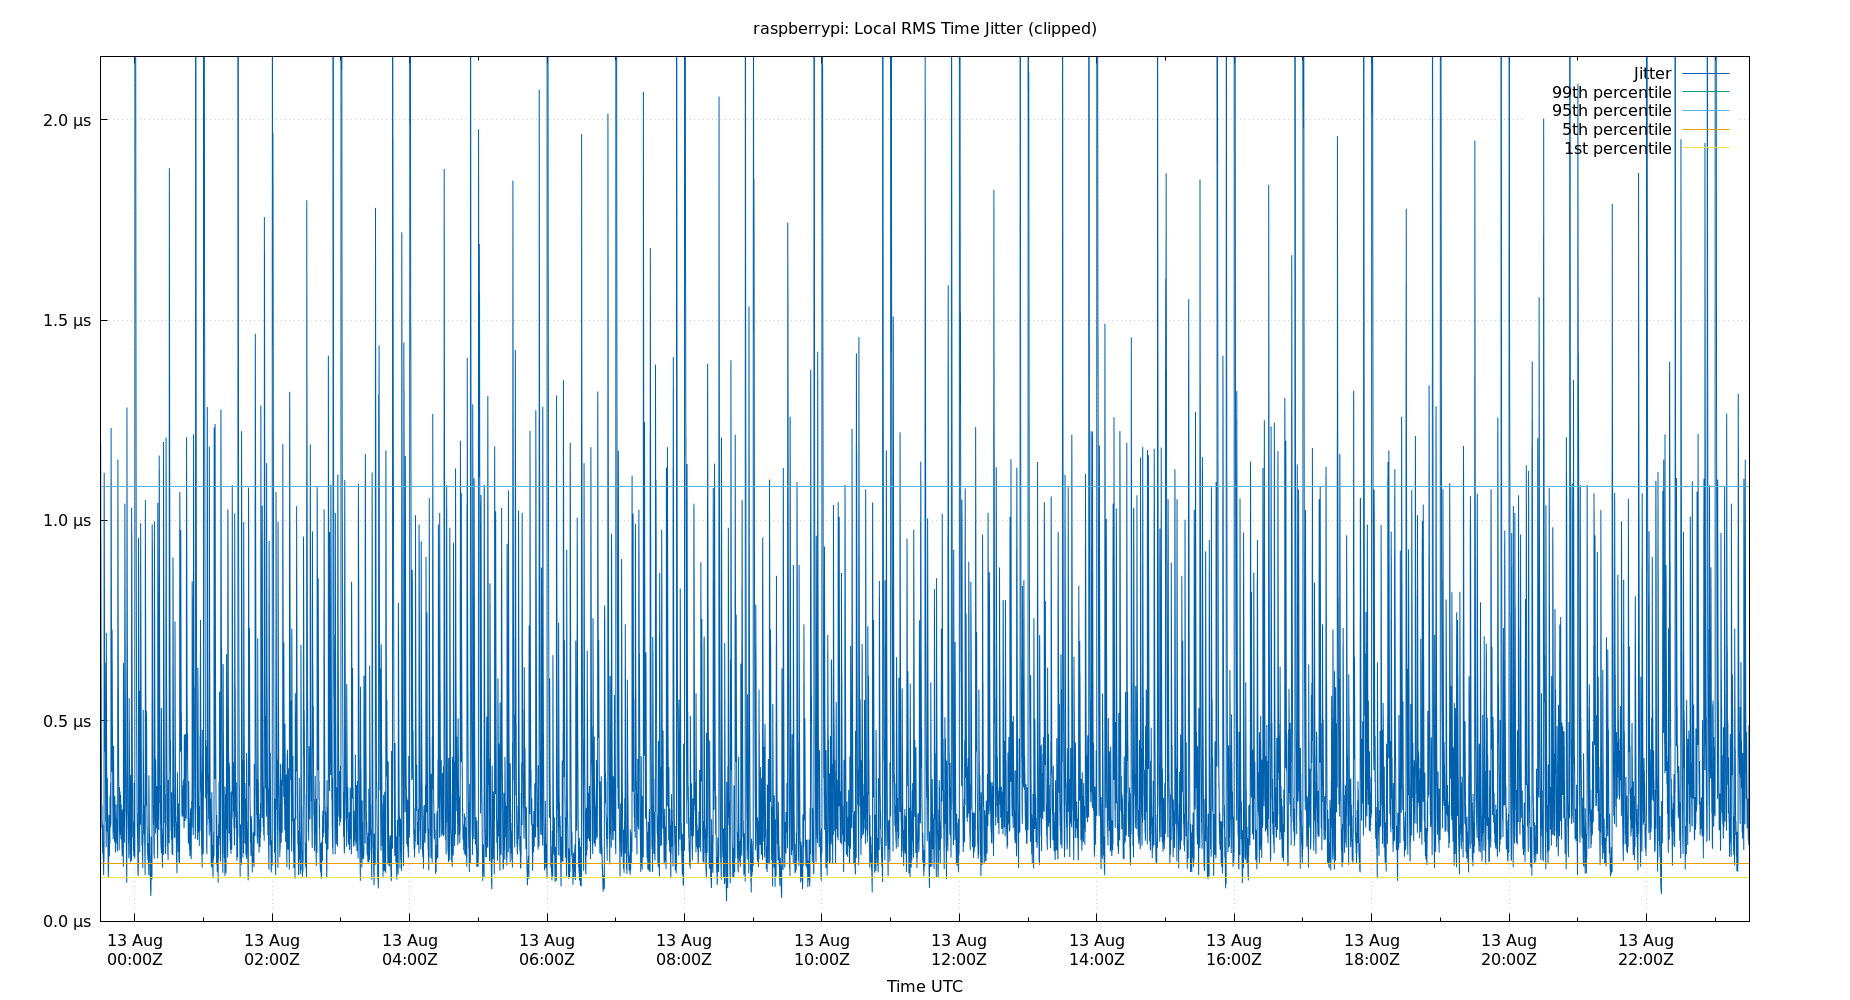 raspberrypi: Local RMS Time Jitter (clipped)
Jitter
99th percentile
95th percentile
5th percentile
1st percentile
2.0 µs
1.5 µs
1.0 µs
0.5 µs
0.0 µs
13 Aug 13 Aug 13 Aug 13 Aug 13 Aug 13 Aug 13 Aug 13 Aug 13 Aug 13 Aug 13 Aug 13 Aug
00:00Z 02:00Z 04:00Z 06:00Z 08:00Z 10:00Z 12:00Z 14:00Z 16:00Z 18:00Z 20:00Z 22:00Z
Time UTC